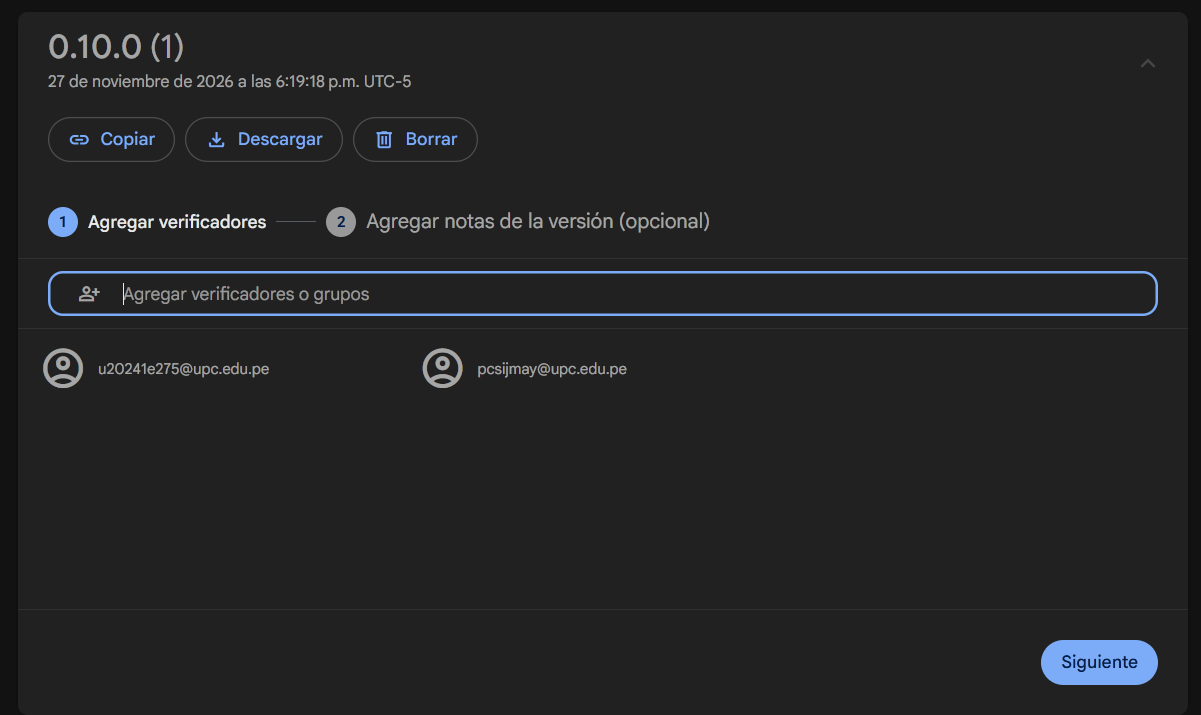 0.10.0 (1)
27 de noviembre de 2026 a las 6:19:18 p.m. UTC-5
Copiar Descargar Borrar
1 Agregar verificadores 2 Agregar notas de la versión (opcional)
Agregar verificadores o grupos
u20241e275@upc.edu.pe pcsijmay@upc.edu.pe
Siguiente